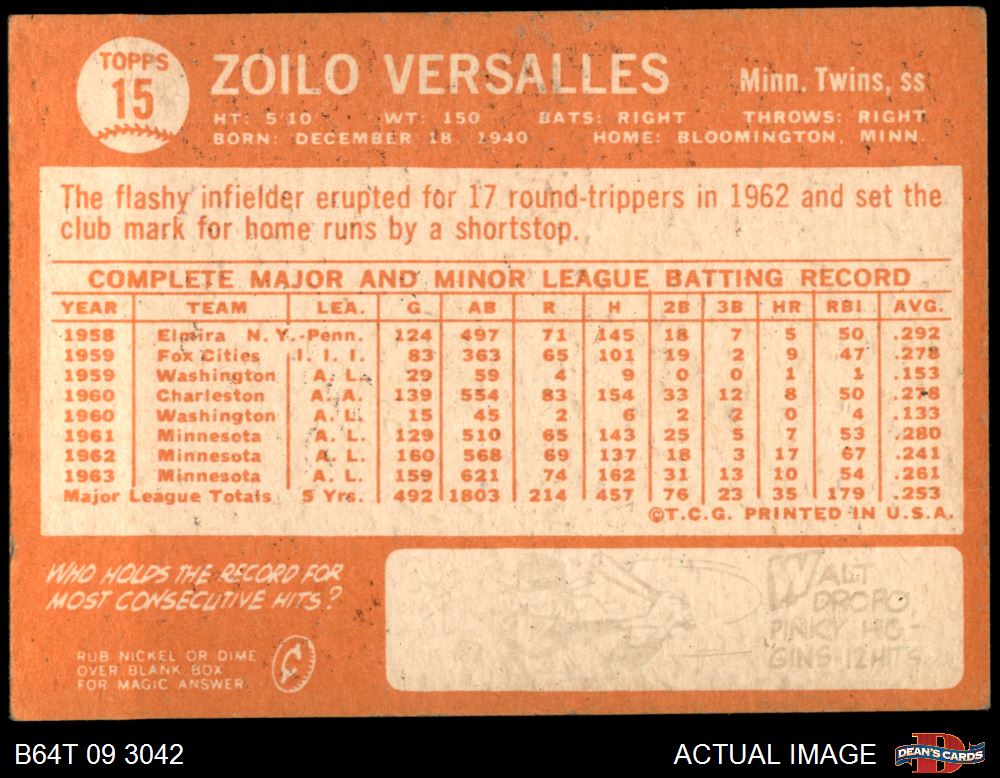 TOPPS
15
ZOILO VERSALLES
Minn. Twins, ss
HT: 5'10 WT: 150 BATS: RIGHT THROWS: RIGHT
BORN: DECEMBER 18, 1940 HOME: BLOOMINGTON, MINN.
The flashy infielder erupted for 17 round-trippers in 1962 and set the
club mark for home runs by a shortstop.
COMPLETE MAJOR AND MINOR LEAGUE BATTING RECORD
YEAR TEAM LEA. G AB R H 2B 3B HR RBI. AVG.
1958 Elmira N. Y.-Penn. 124 497 71 145 18 7 5 50 .292
1959 Fox Cities I. I. I. 83 363 65 101 19 2 9 47 .278
1959 Washington A. L. 29 59 4 9 0 0 1 1 .153
1960 Charleston A. A. 139 554 83 154 33 12 8 50 .278
1960 Washington A. L. 15 45 2 6 2 2 0 4 .133
1961 Minnesota A. L. 129 510 65 143 25 5 7 53 .280
1962 Minnesota A. L. 160 568 69 137 18 3 17 67 .241
1963 Minnesota A. L. 159 621 74 162 31 13 10 54 .261
Major League Totals 5 Yrs. 492 1803 214 457 76 23 35 179 .253
©T.C.G. PRINTED IN U.S.A.
WHO HOLDS THE RECORD FOR
MOST CONSECUTIVE HITS?
RUB NICKEL OR DIME
OVER BLANK BOX
FOR MAGIC ANSWER
WALT
DROPO,
PINKY HIG-
GINS, 12 HITS.
B64T 09 3042
ACTUAL IMAGE
D
DEAN'S CARDS